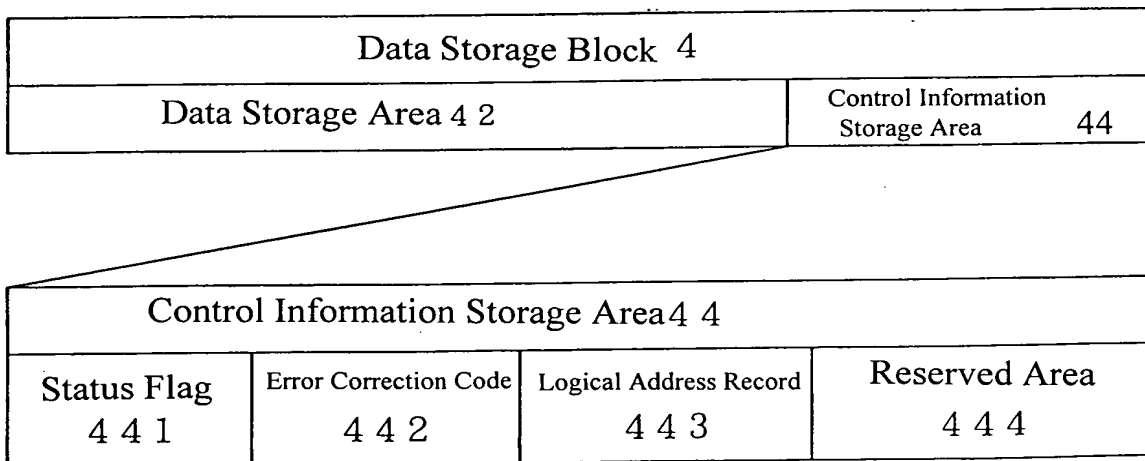 Data Storage Block 4
Data Storage Area 4 2
Control Information
Storage Area 44
Control Information Storage Area4 4
Status Flag
4 4 1
Error Correction Code
4 4 2
Logical Address Record
4 4 3
Reserved Area
4 4 4